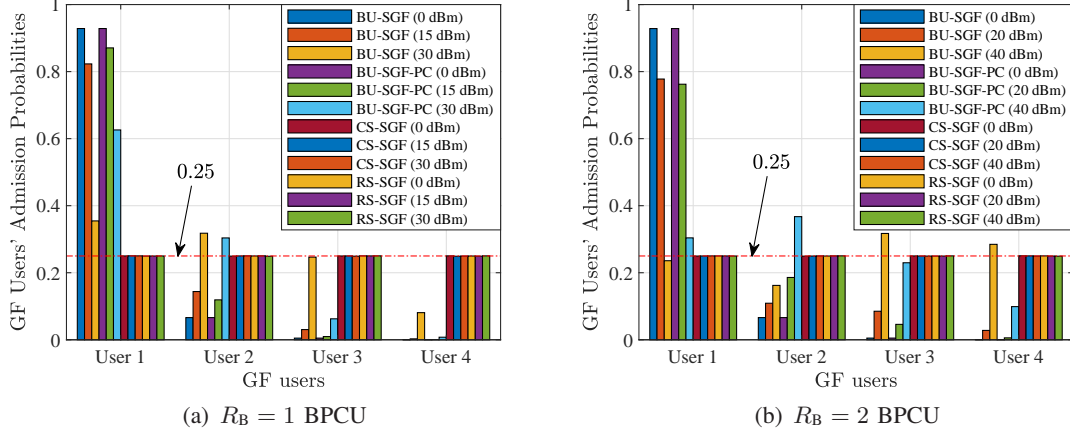 1
0.8
0.6
0.4
0.2
0
GF Users' Admission Probabilities
BU-SGF (0 dBm)
BU-SGF (15 dBm)
BU-SGF (30 dBm)
BU-SGF-PC (0 dBm)
BU-SGF-PC (15 dBm)
BU-SGF-PC (30 dBm)
CS-SGF (0 dBm)
CS-SGF (15 dBm)
CS-SGF (30 dBm)
RS-SGF (0 dBm)
RS-SGF (15 dBm)
RS-SGF (30 dBm)
0.25
User 1 User 2 User 3 User 4
GF users
(a) R_B = 1 BPCU
1
0.8
0.6
0.4
0.2
0
GF Users' Admission Probabilities
BU-SGF (0 dBm)
BU-SGF (20 dBm)
BU-SGF (40 dBm)
BU-SGF-PC (0 dBm)
BU-SGF-PC (20 dBm)
BU-SGF-PC (40 dBm)
CS-SGF (0 dBm)
CS-SGF (20 dBm)
CS-SGF (40 dBm)
RS-SGF (0 dBm)
RS-SGF (20 dBm)
RS-SGF (40 dBm)
0.25
User 1 User 2 User 3 User 4
GF users
(b) R_B = 2 BPCU